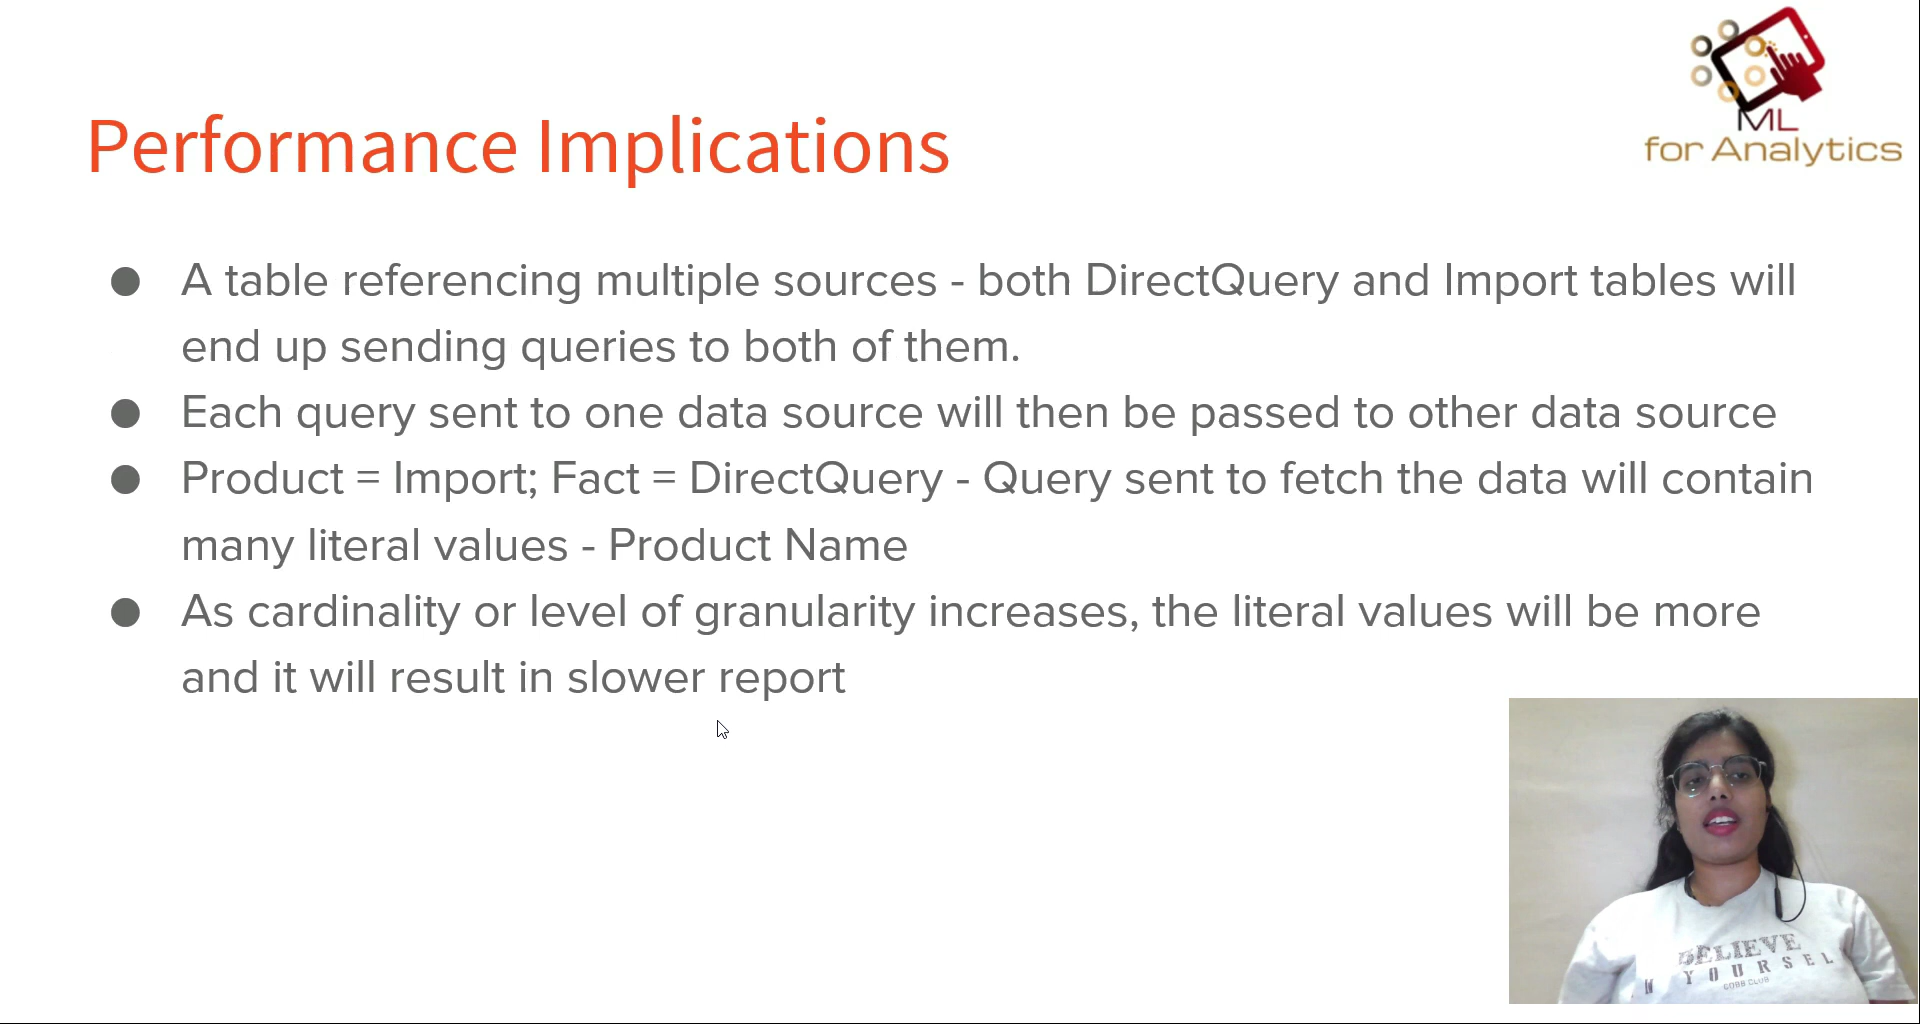 ML
for Analytics
Performance Implications
● A table referencing multiple sources - both DirectQuery and Import tables will
end up sending queries to both of them.
● Each query sent to one data source will then be passed to other data source
● Product = Import; Fact = DirectQuery - Query sent to fetch the data will contain
many literal values - Product Name
● As cardinality or level of granularity increases, the literal values will be more
and it will result in slower report
BELIEVE
N YOURSEL
COBB CLUB